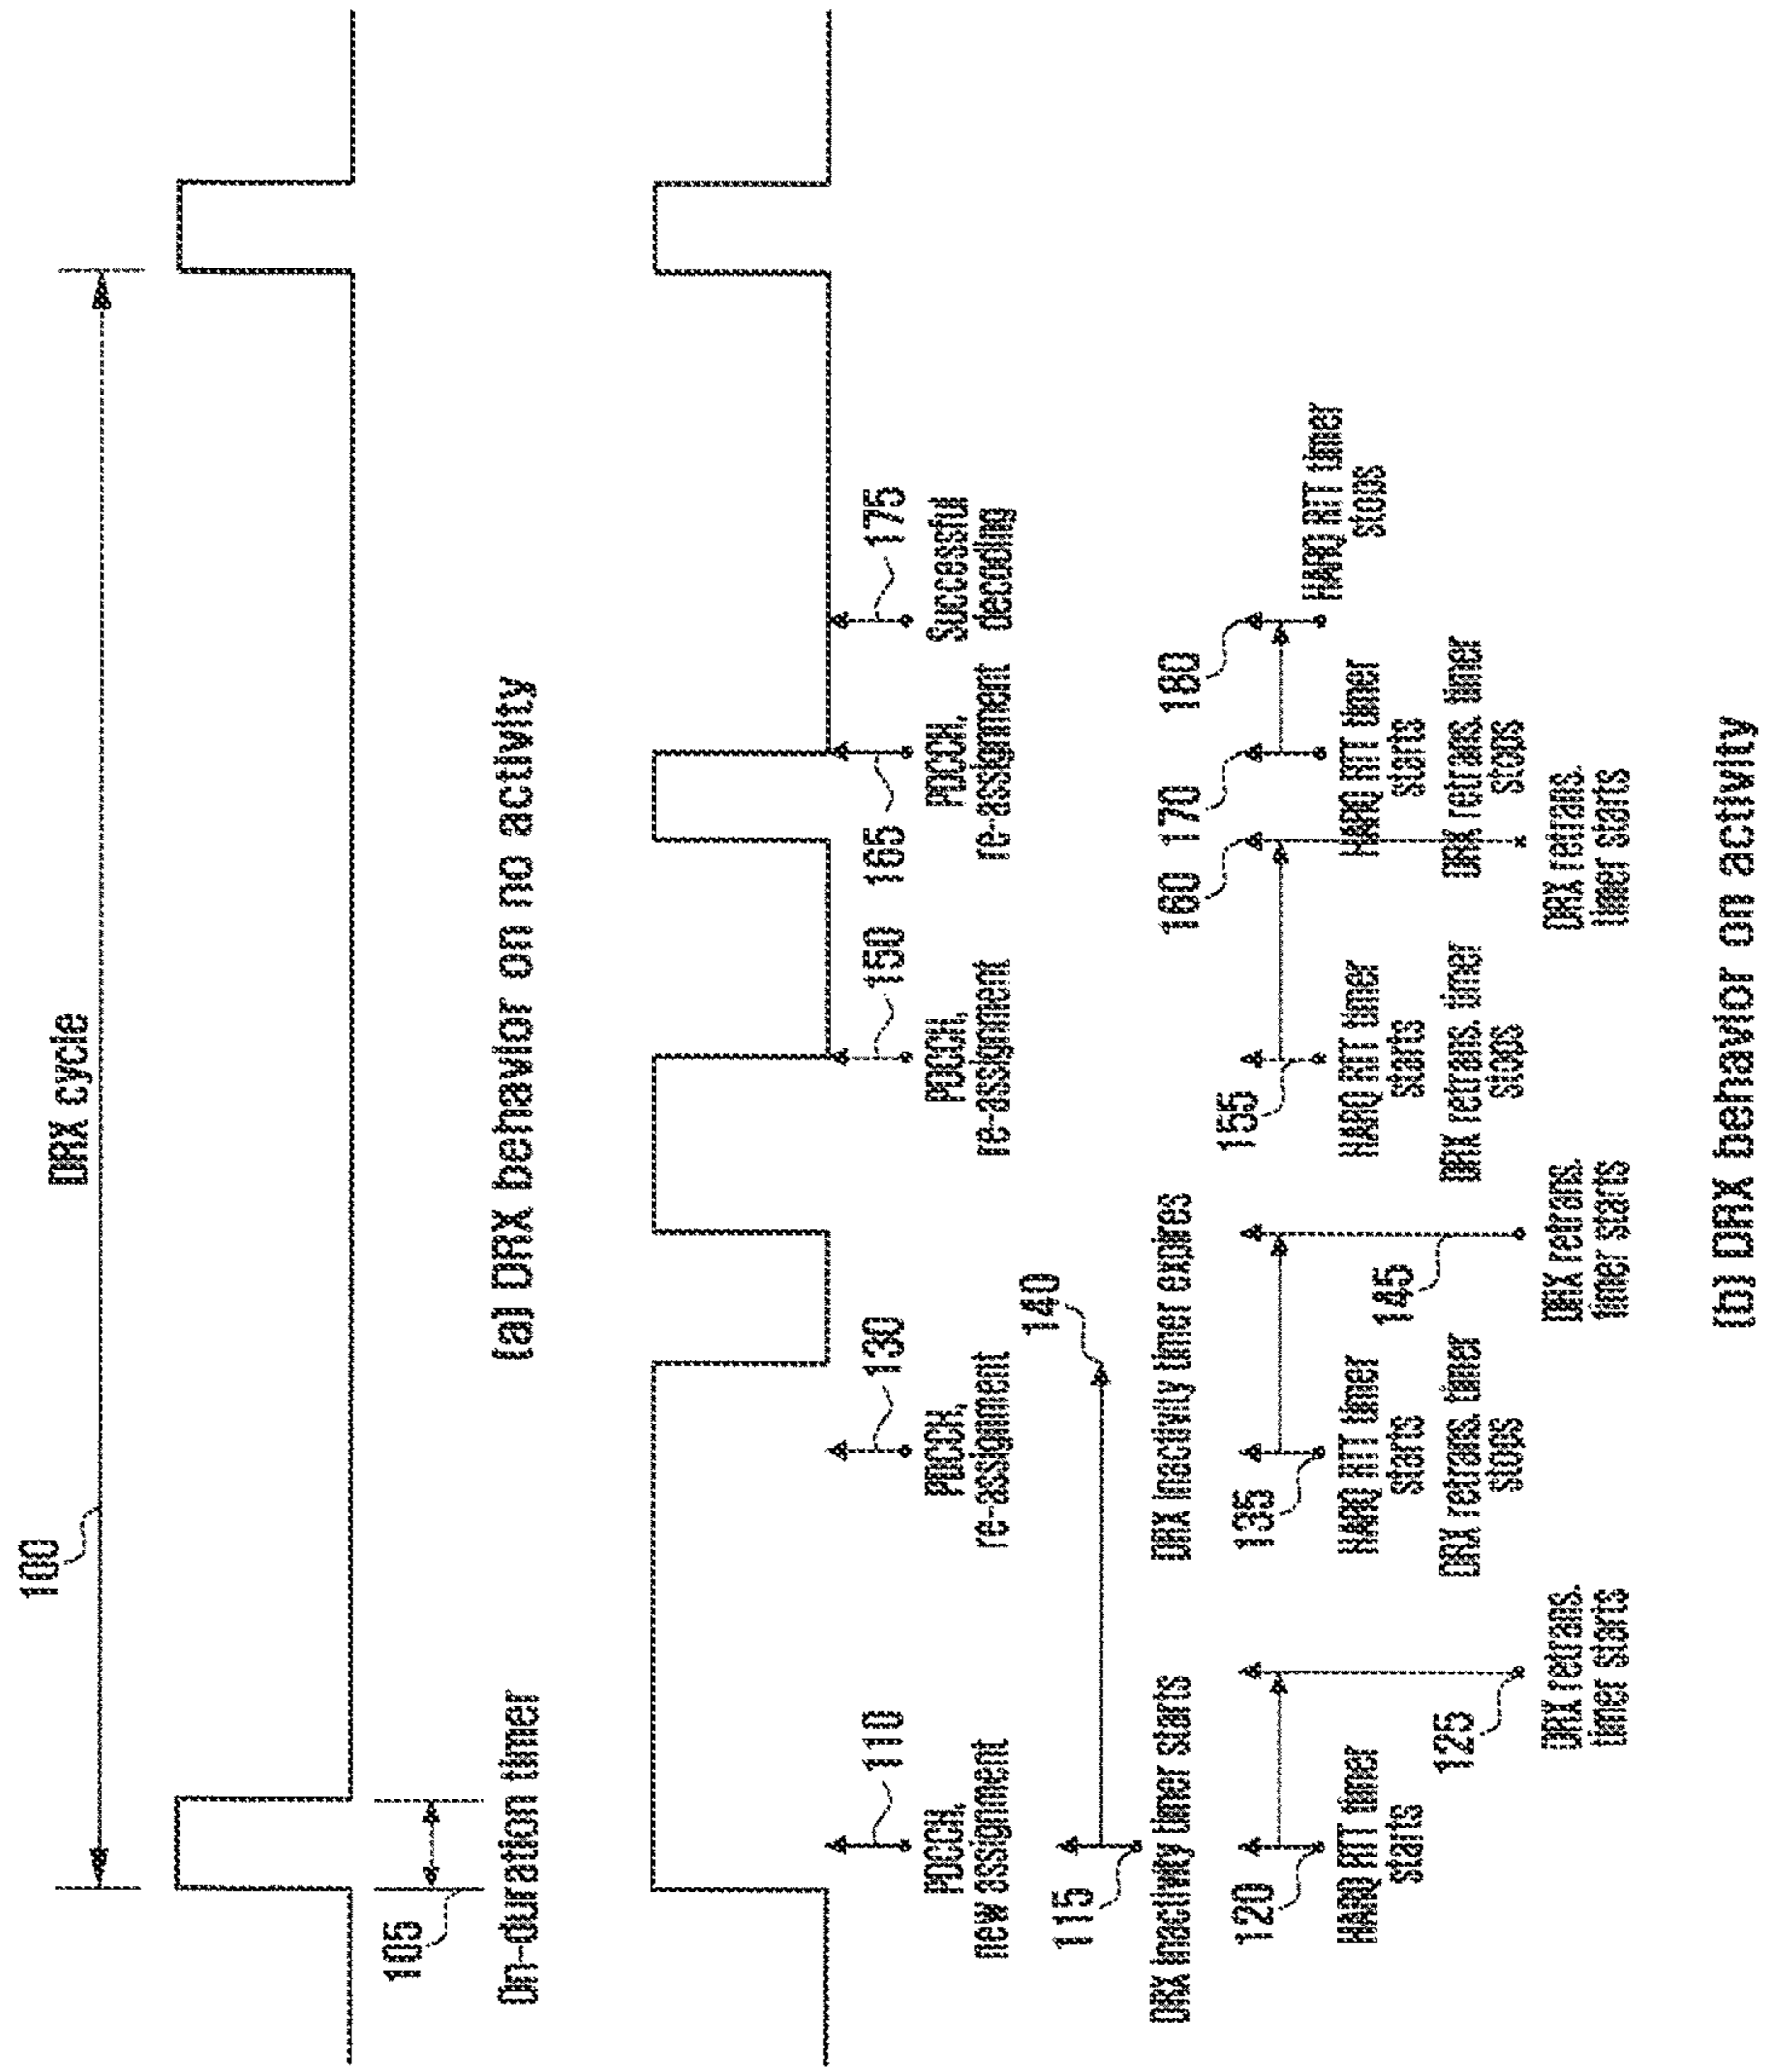 100
DRX cycle
105
On-duration timer
(a) DRX behavior on no activity
110
130
150
165
175
PDCCH,
new assignment
PDCCH,
re-assignment
PDCCH,
re-assignment
PDCCH,
re-assignment
Successful
decoding
115
140
DRX inactivity timer starts
DRX inactivity timer expires
120
135
155
160
170
180
HARQ RTT timer
starts
HARQ RTT timer
starts
HARQ RTT timer
starts
HARQ RTT timer
starts
HARQ RTT timer
stops
125
145
DRX retrans. timer
stops
DRX retrans. timer
stops
DRX retrans. timer
stops
DRX retrans.
timer starts
DRX retrans.
timer starts
DRX retrans.
timer starts
(b) DRX behavior on activity